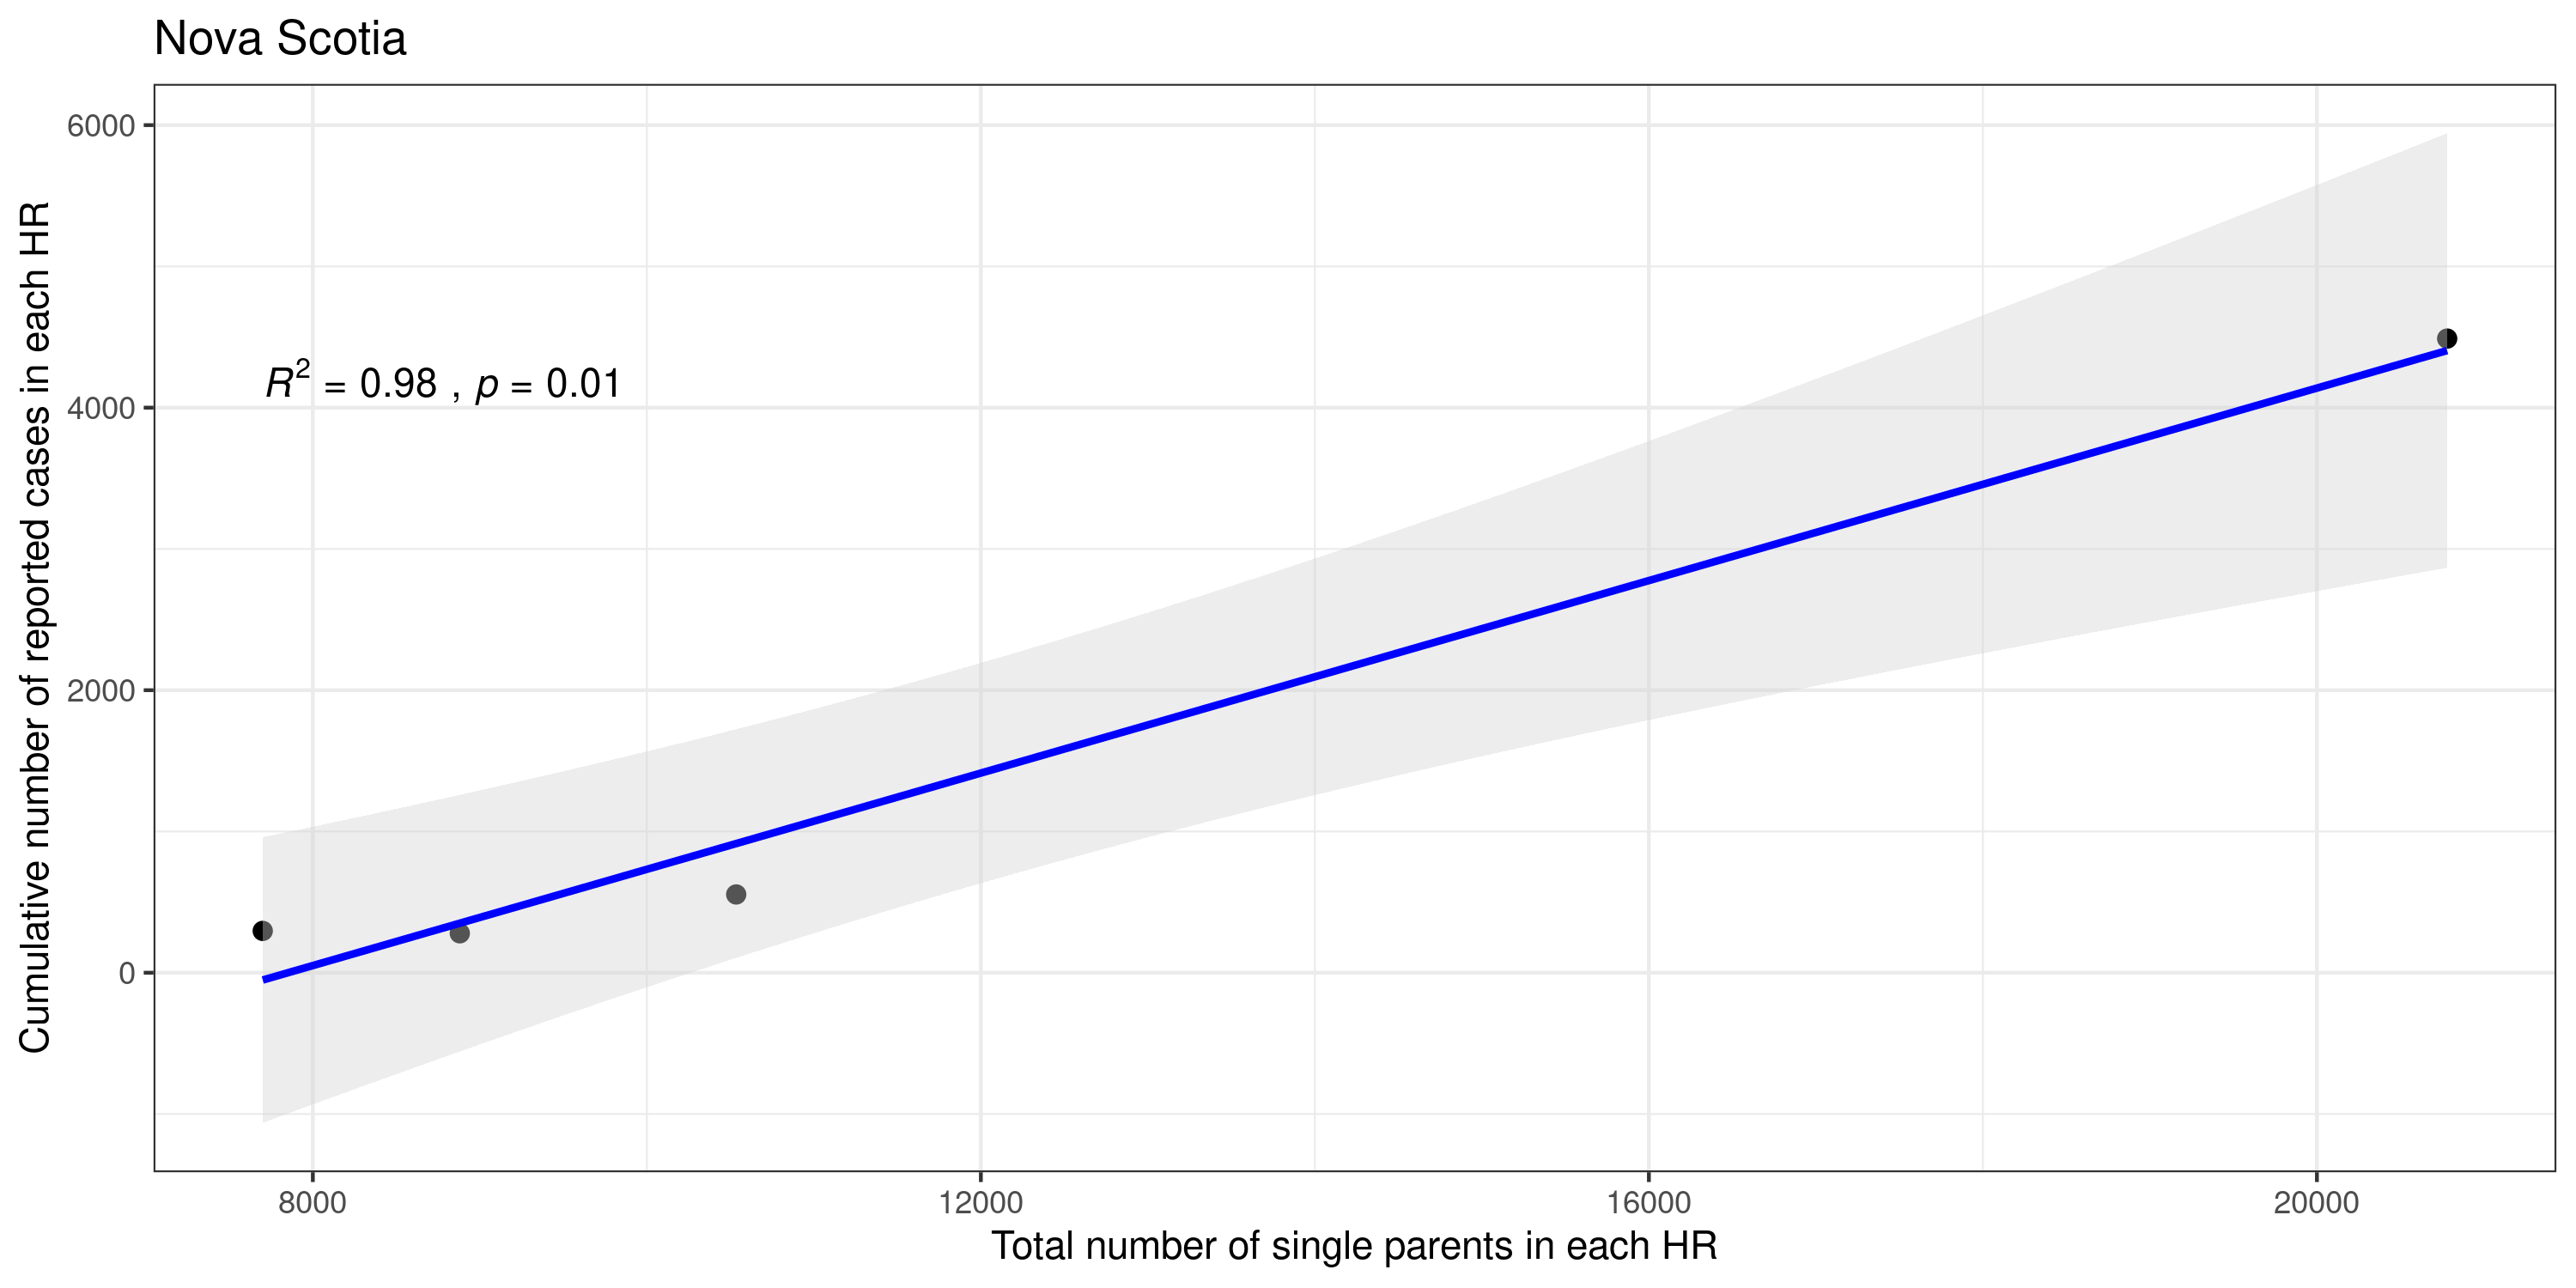 Nova Scotia
Cumulative number of reported cases in each HR
6000
4000
2000
0
R² = 0.98 , p = 0.01
8000 12000 16000 20000
Total number of single parents in each HR